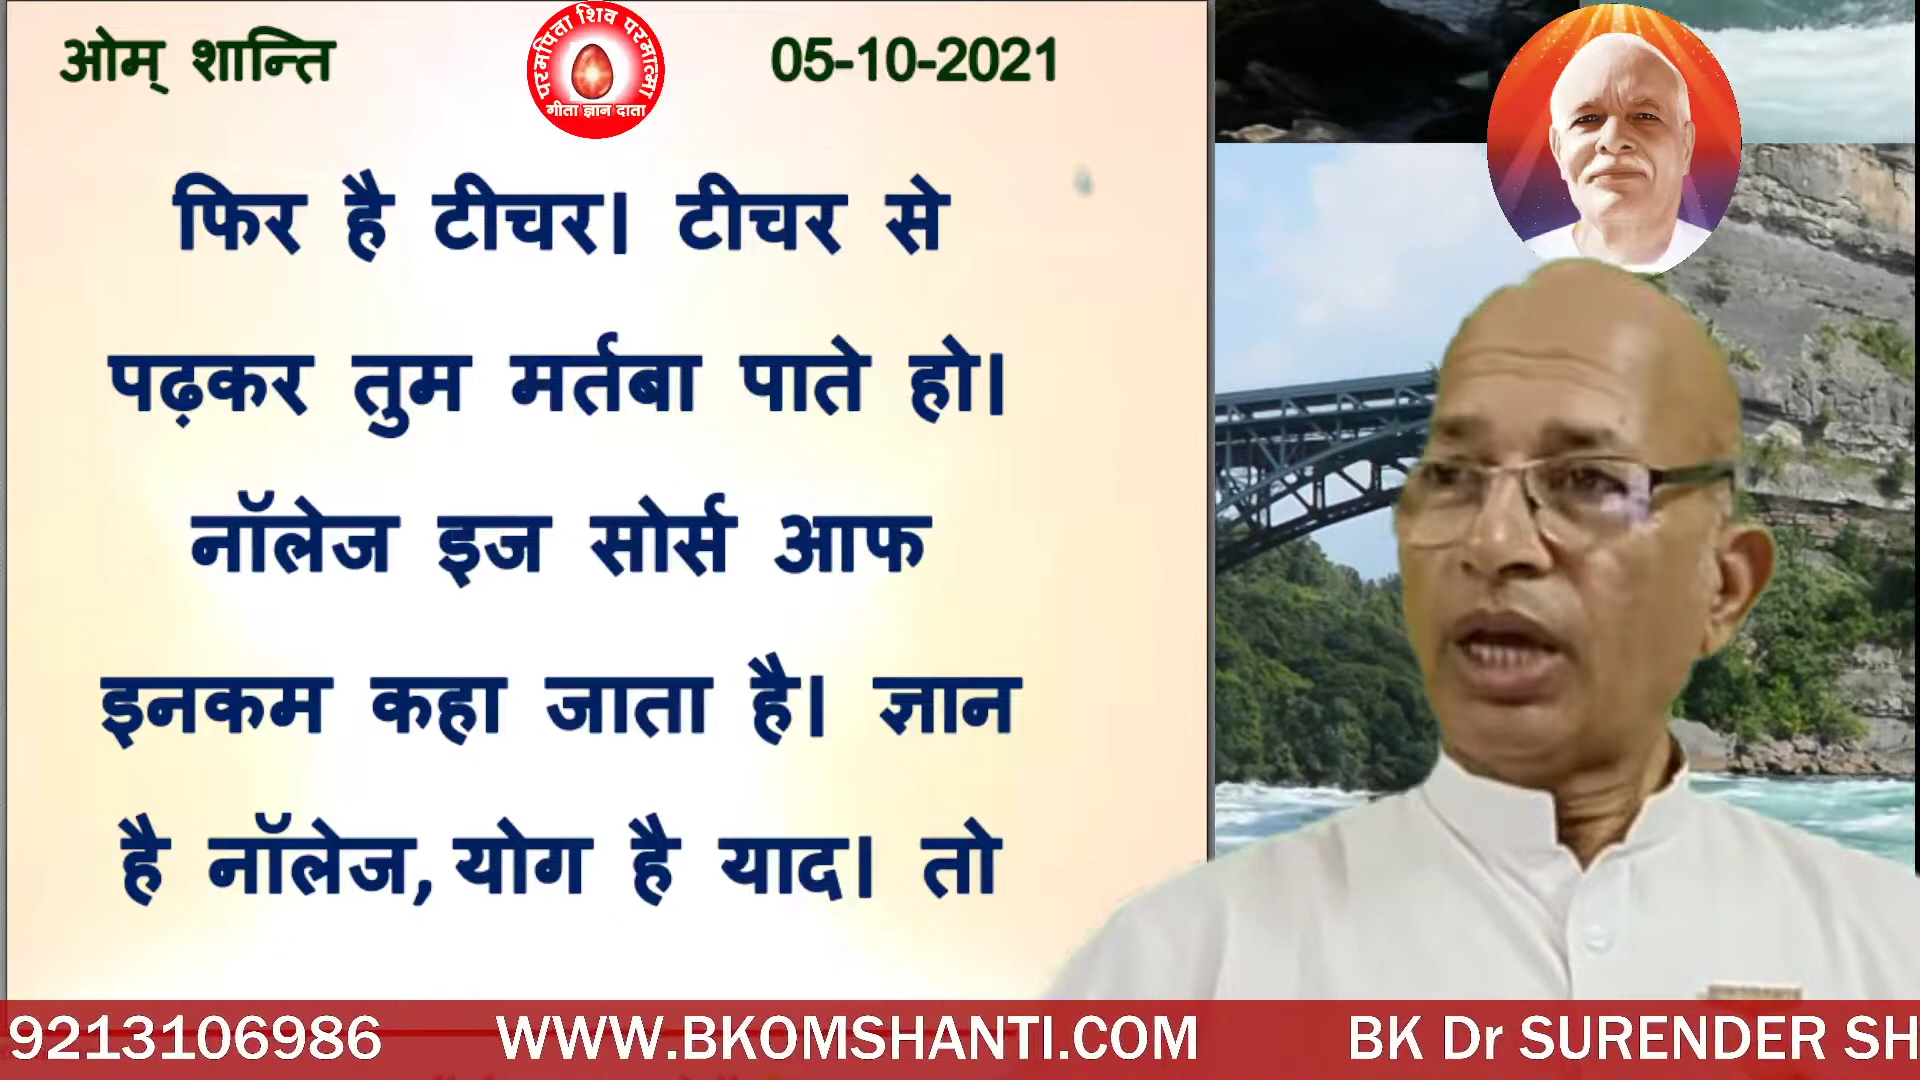 ओम् शान्ति
परमपिता शिव परमात्मा
गीता ज्ञान दाता
05-10-2021
फिर है टीचर। टीचर से
पढ़कर तुम मर्तबा पाते हो।
नॉलेज इज सोर्स आफ
इनकम कहा जाता है। ज्ञान
है नॉलेज, योग है याद। तो
9213106986 WWW.BKOMSHANTI.COM BK Dr SURENDER SH